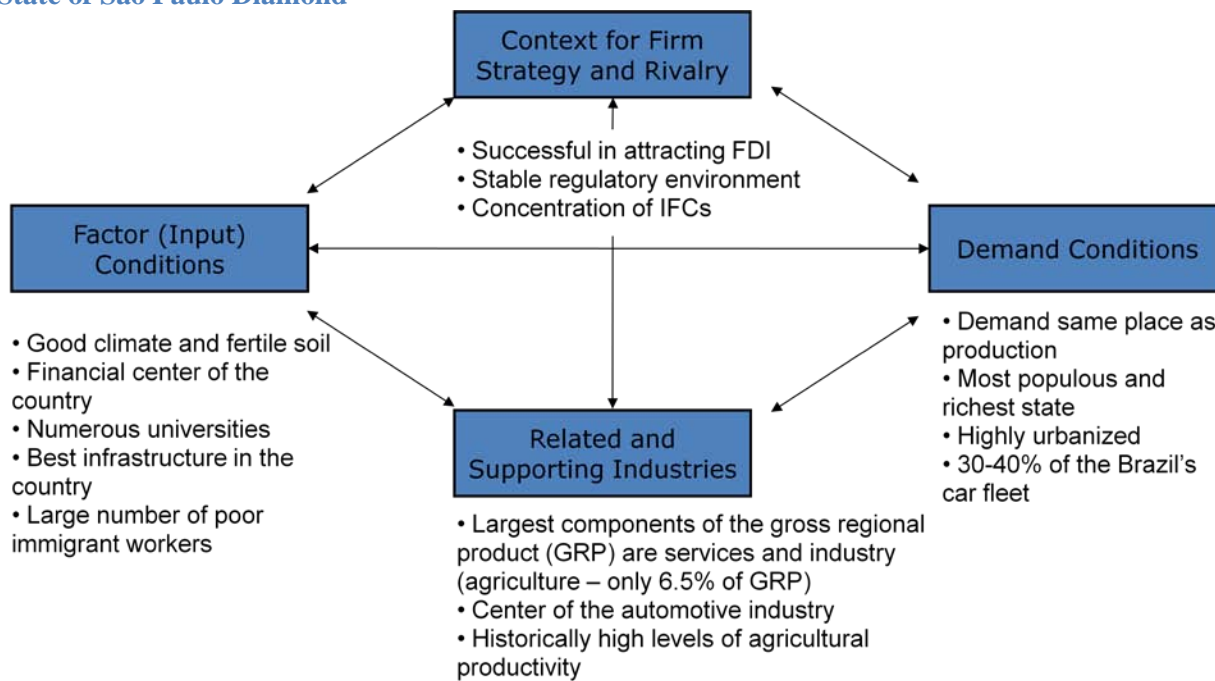 State of São Paulo Diamond
Context for Firm
Strategy and Rivalry
• Successful in attracting FDI
• Stable regulatory environment
• Concentration of IFCs
Factor (Input)
Conditions
Demand Conditions
• Good climate and fertile soil
• Financial center of the
country
• Numerous universities
• Best infrastructure in the
country
• Large number of poor
immigrant workers
• Demand same place as
production
• Most populous and
richest state
• Highly urbanized
• 30-40% of the Brazil's
car fleet
Related and
Supporting Industries
• Largest components of the gross regional
product (GRP) are services and industry
(agriculture – only 6.5% of GRP)
• Center of the automotive industry
• Historically high levels of agricultural
productivity